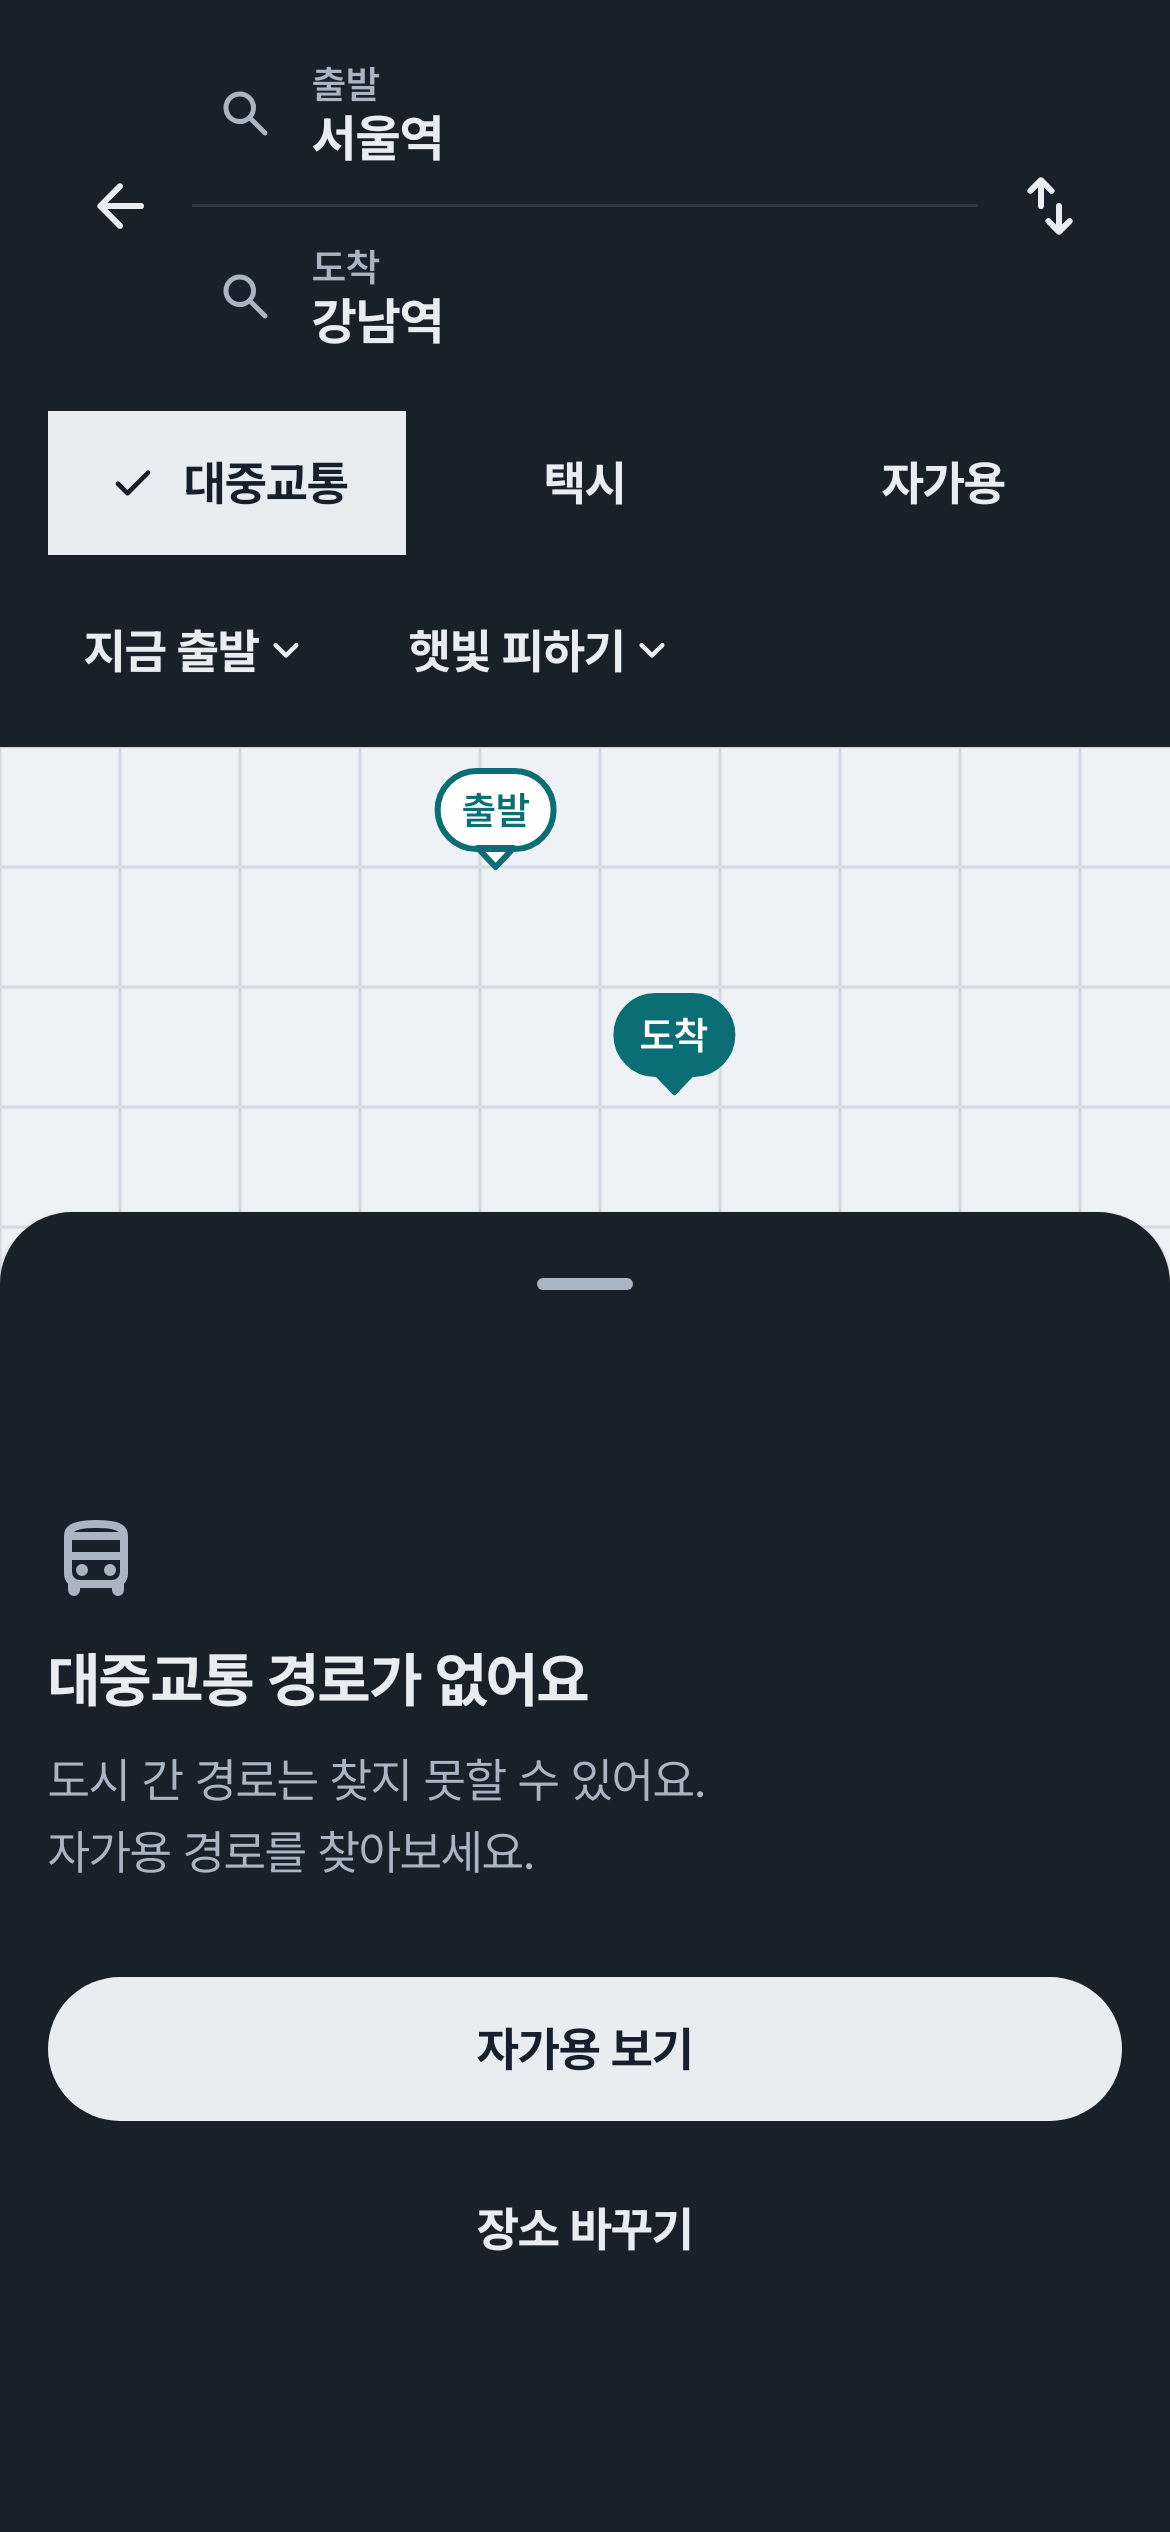 출발
서울역
도착
강남역
대중교통
택시
자가용
지금 출발
햇빛 피하기
출발
도착
대중교통 경로가 없어요
도시 간 경로는 찾지 못할 수 있어요.
자가용 경로를 찾아보세요.
자가용 보기
장소 바꾸기